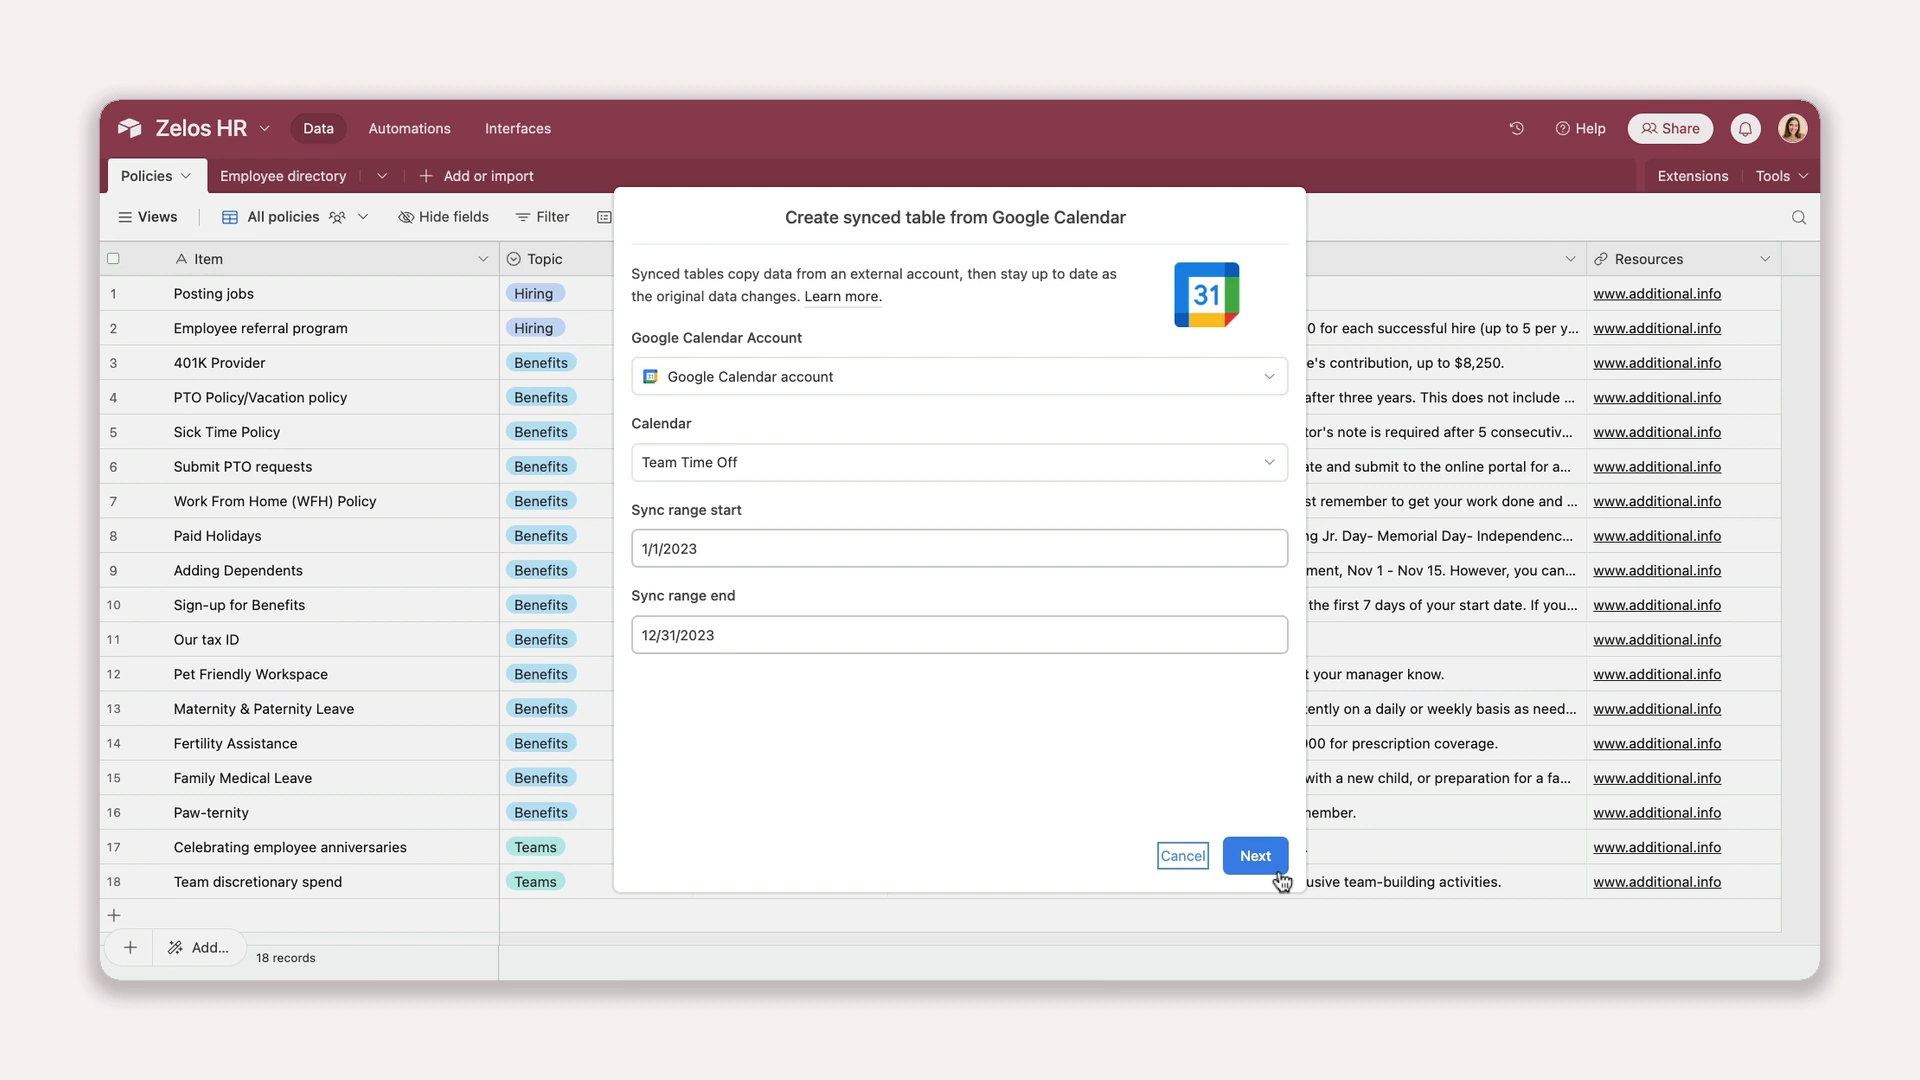 Zelos HR
Data
Automations
Interfaces
Help
Share
Policies
Employee directory
Add or import
Extensions
Tools
Views
All policies
Hide fields
Filter
Item
Topic
Resources
1 Posting jobs Hiring www.additional.info
2 Employee referral program Hiring 0 for each successful hire (up to 5 per y... www.additional.info
3 401K Provider Benefits e's contribution, up to $8,250. www.additional.info
4 PTO Policy/Vacation policy Benefits after three years. This does not include ... www.additional.info
5 Sick Time Policy Benefits tor's note is required after 5 consecutiv... www.additional.info
6 Submit PTO requests Benefits ate and submit to the online portal for a... www.additional.info
7 Work From Home (WFH) Policy Benefits st remember to get your work done and ... www.additional.info
8 Paid Holidays Benefits ng Jr. Day- Memorial Day- Independenc... www.additional.info
9 Adding Dependents Benefits ment, Nov 1 - Nov 15. However, you can... www.additional.info
10 Sign-up for Benefits Benefits the first 7 days of your start date. If you... www.additional.info
11 Our tax ID Benefits www.additional.info
12 Pet Friendly Workspace Benefits t your manager know. www.additional.info
13 Maternity & Paternity Leave Benefits tently on a daily or weekly basis as need... www.additional.info
14 Fertility Assistance Benefits 000 for prescription coverage. www.additional.info
15 Family Medical Leave Benefits with a new child, or preparation for a fa... www.additional.info
16 Paw-ternity Benefits member. www.additional.info
17 Celebrating employee anniversaries Teams . www.additional.info
18 Team discretionary spend Teams usive team-building activities. www.additional.info
Add...
18 records
Create synced table from Google Calendar
Synced tables copy data from an external account, then stay up to date as
the original data changes. Learn more.
31
Google Calendar Account
Google Calendar account
Calendar
Team Time Off
Sync range start
1/1/2023
Sync range end
12/31/2023
Cancel
Next